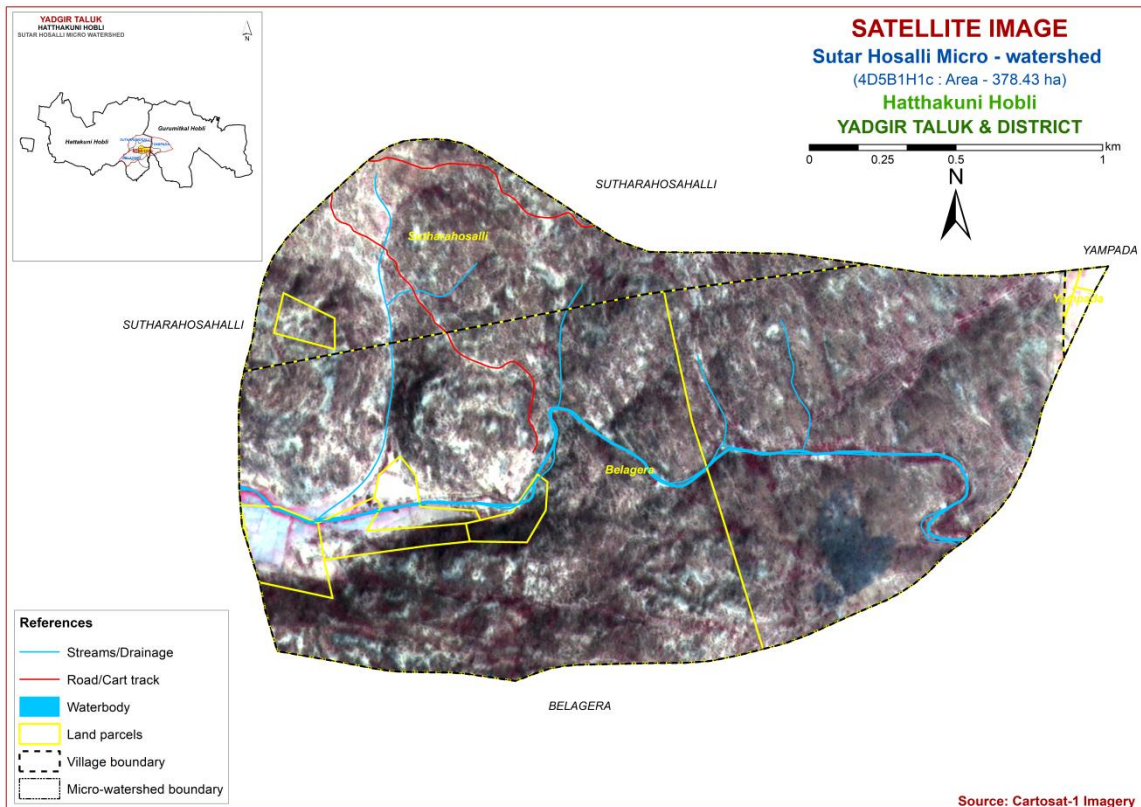 YADGIR TALUK
HATTHAKUNI HOBLI
SUTAR HOSALLI MICRO WATERSHED
N
Hattakuni Hobli
Gurumitkal Hobli
SATELLITE IMAGE
Sutar Hosalli Micro - watershed
(4D5B1H1c : Area - 378.43 ha)
Hatthakuni Hobli
YADGIR TALUK & DISTRICT
km
0 0.25 0.5 1
N
SUTHARAHOSAHALLI
YAMPADA
Sutharahosalli
Yampada
SUTHARAHOSAHALLI
Belagera
BELAGERA
References
Streams/Drainage
Road/Cart track
Waterbody
Land parcels
Village boundary
Micro-watershed boundary
Source: Cartosat-1 Imagery